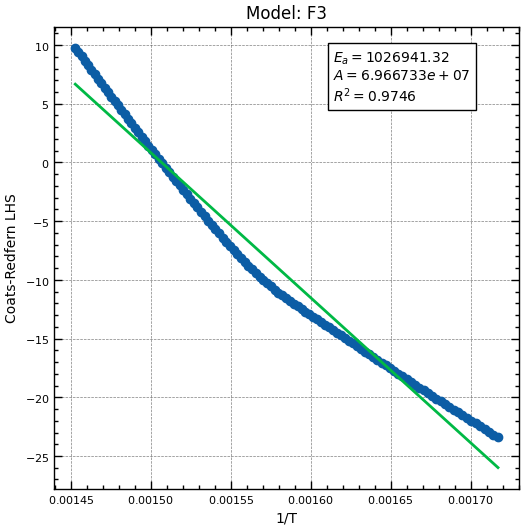 Model: F3
E_a = 1026941.32
A = 6.966733e + 07
R² = 0.9746
10
5
0
−5
−10
−15
−20
−25
Coats-Redfern LHS
0.00145 0.00150 0.00155 0.00160 0.00165 0.00170
1/T